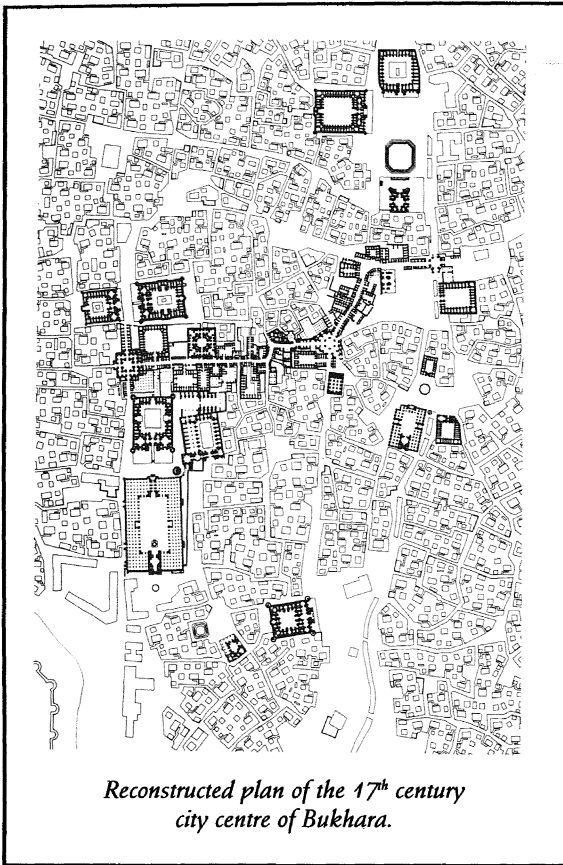 Reconstructed plan of the 17th century
city centre of Bukhara.